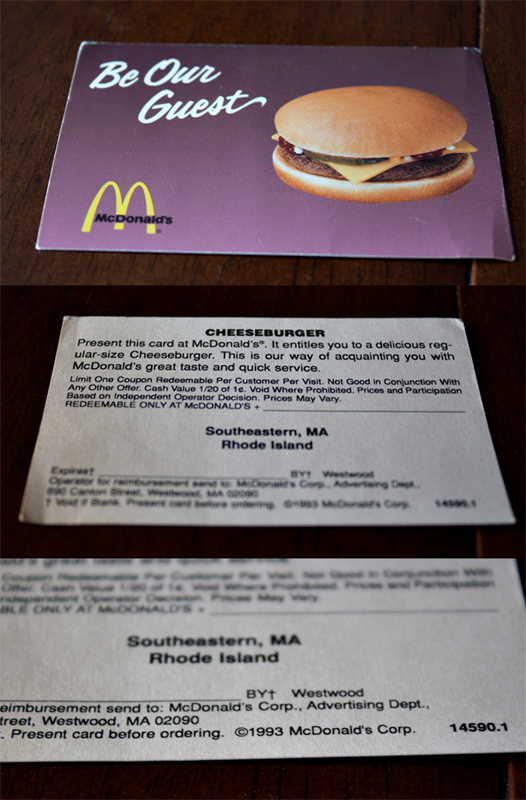 Be Our
Guest
McDonald's
®
CHEESEBURGER
Present this card at McDonald's®. It entitles you to a delicious reg-
ular-size Cheeseburger. This is our way of acquainting you with
McDonald's great taste and quick service.
Limit One Coupon Redeemable Per Customer Per Visit. Not Good in Conjunction With
Any Other Offer. Cash Value 1/20 of 1¢. Void Where Prohibited. Prices and Participation
Based on Independent Operator Decision. Prices May Vary.
REDEEMABLE ONLY AT McDONALD'S +
Southeastern, MA
Rhode Island
Expires† BY† Westwood
Operator for reimbursement send to: McDonald's Corp., Advertising Dept.,
690 Canton Street, Westwood, MA 02090
† Void if Blank. Present card before ordering. ©1993 McDonald's Corp. 14590.1
great taste and quick service.
Coupon Redeemable Per Customer Per Visit. Not Good in Conjunction With
Offer. Cash Value 1/20 of 1¢. Void Where Prohibited. Prices and Participation
ndependent Operator Decision. Prices May Vary.
BLE ONLY AT McDONALD'S +
Southeastern, MA
Rhode Island
BY† Westwood
eimbursement send to: McDonald's Corp., Advertising Dept.,
treet, Westwood, MA 02090
. Present card before ordering. ©1993 McDonald's Corp. 14590.1